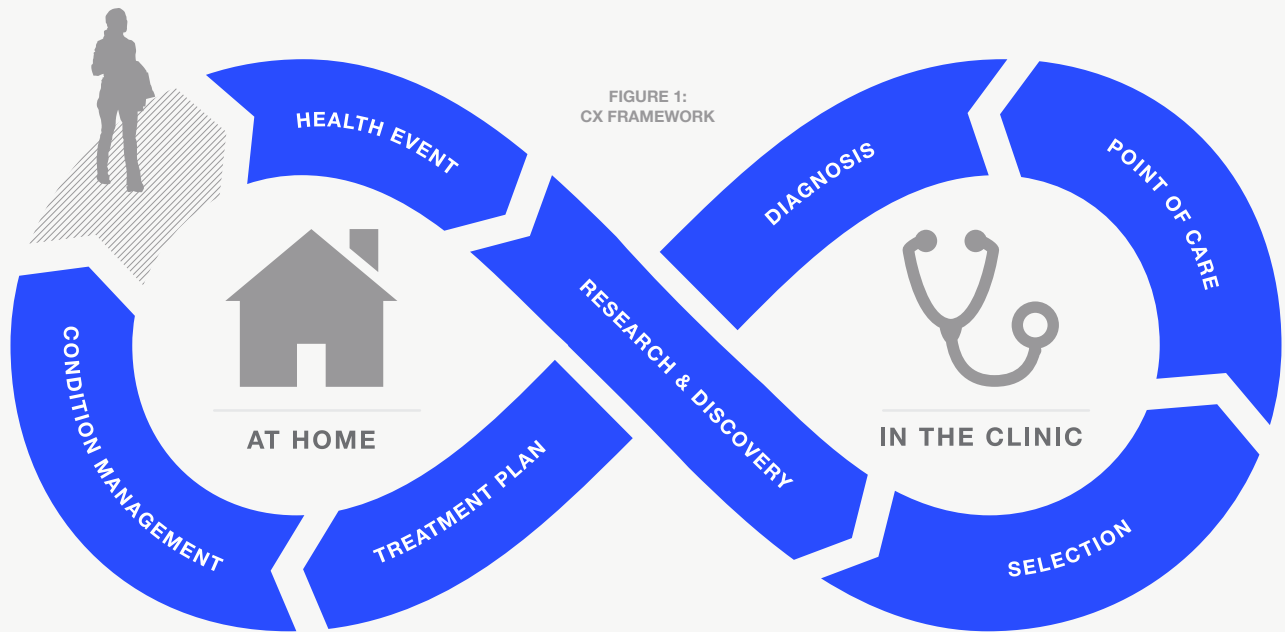 FIGURE 1:
CX FRAMEWORK
HEALTH EVENT
RESEARCH & DISCOVERY
SELECTION
POINT OF CARE
DIAGNOSIS
TREATMENT PLAN
CONDITION MANAGEMENT
AT HOME
IN THE CLINIC